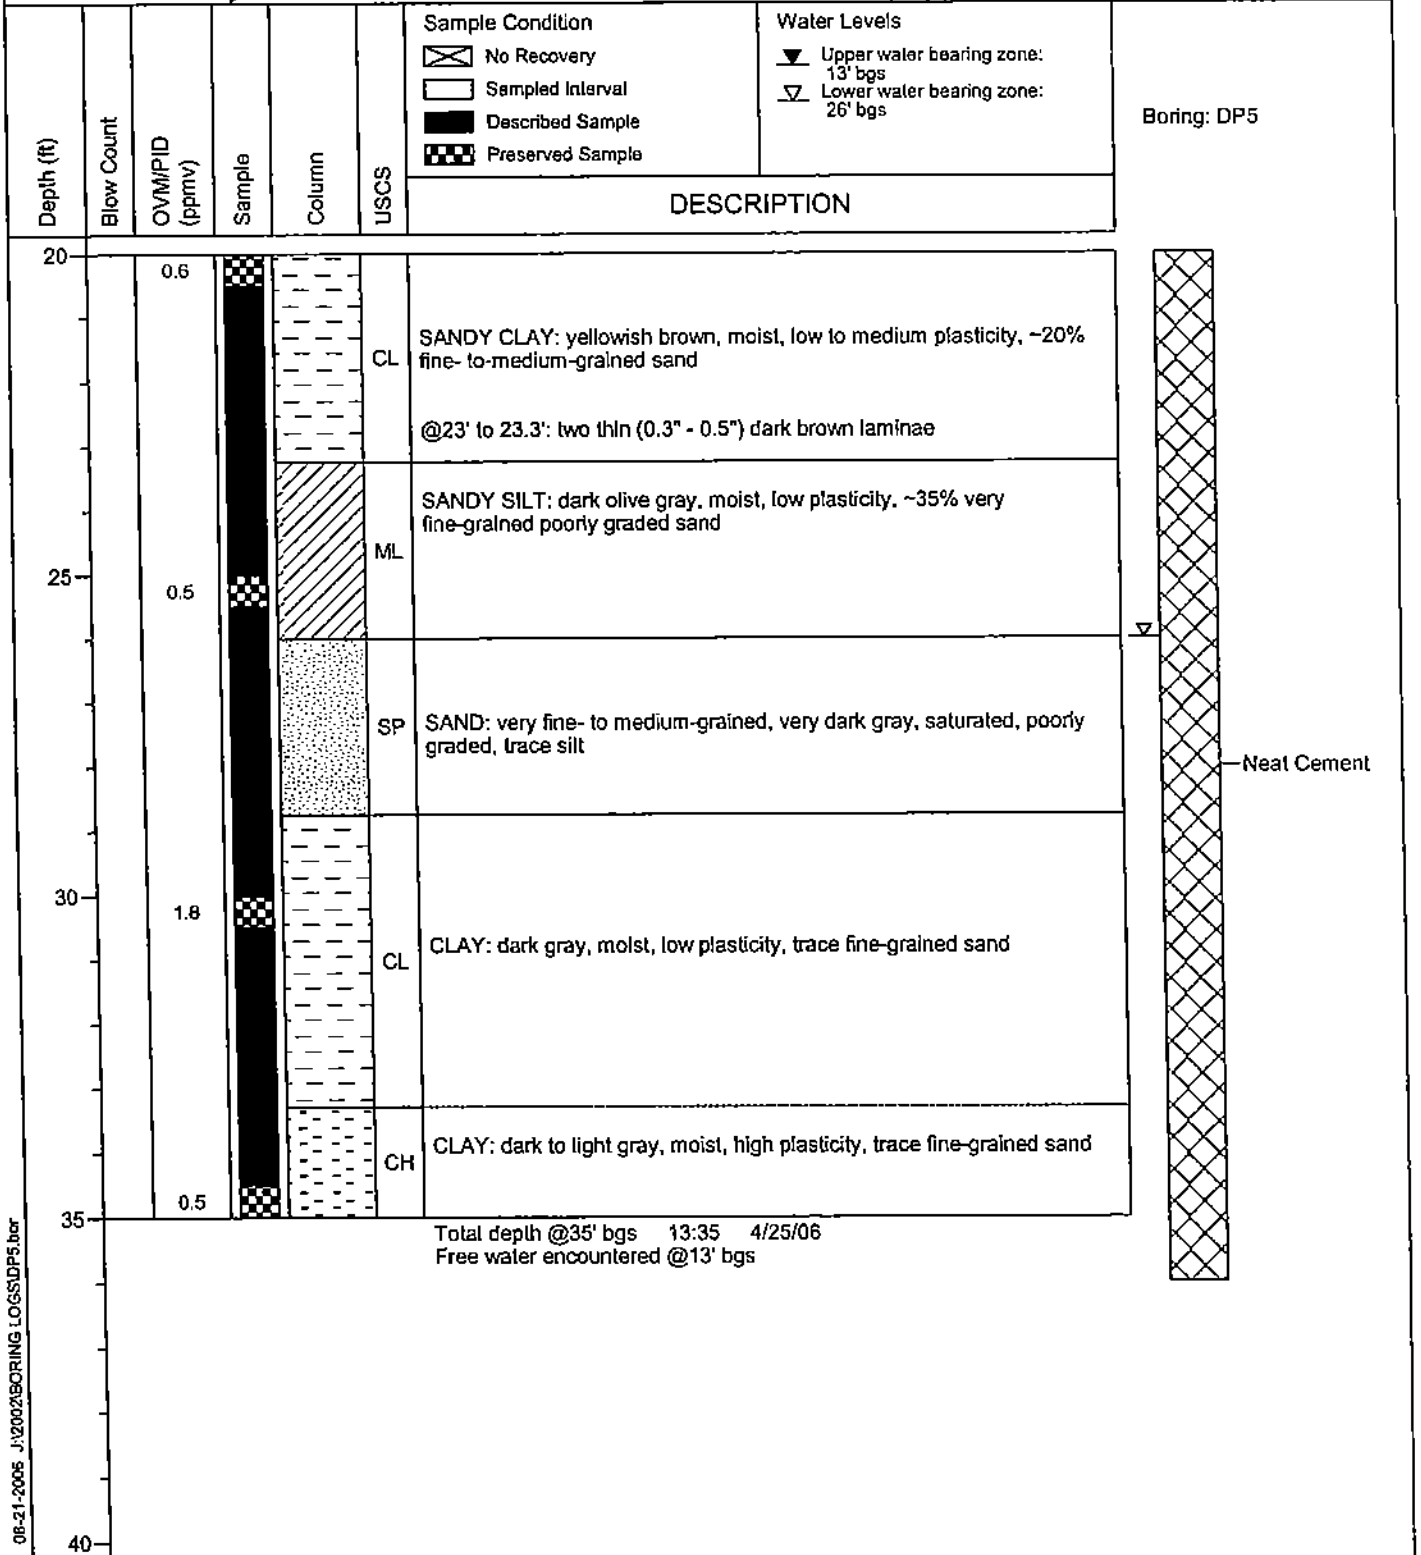 Sample Condition
No Recovery
Sampled Interval
Described Sample
Preserved Sample
Water Levels
Upper water bearing zone:
13' bgs
Lower water bearing zone:
26' bgs
Boring: DP5
Depth (ft)
Blow Count
OVM/PID
(ppmv)
Sample
Column
USCS
DESCRIPTION
20
0.6
CL
SANDY CLAY: yellowish brown, moist, low to medium plasticity, ~20%
fine- to-medium-grained sand
@23' to 23.3': two thin (0.3" - 0.5") dark brown laminae
SANDY SILT: dark olive gray, moist, low plasticity, ~35% very
fine-grained poorly graded sand
ML
25
0.5
SP
SAND: very fine- to medium-grained, very dark gray, saturated, poorly
graded, trace silt
Neat Cement
30
1.8
CL
CLAY: dark gray, moist, low plasticity, trace fine-grained sand
CH
CLAY: dark to light gray, moist, high plasticity, trace fine-grained sand
0.5
35
Total depth @35' bgs 13:35 4/25/06
Free water encountered @13' bgs
40
08-21-2006 J:\2002\BORING LOGS\DP5.bor